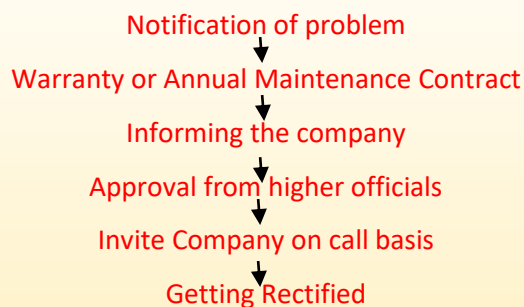 Notification of problem
Warranty or Annual Maintenance Contract
Informing the company
Approval from higher officials
Invite Company on call basis
Getting Rectified